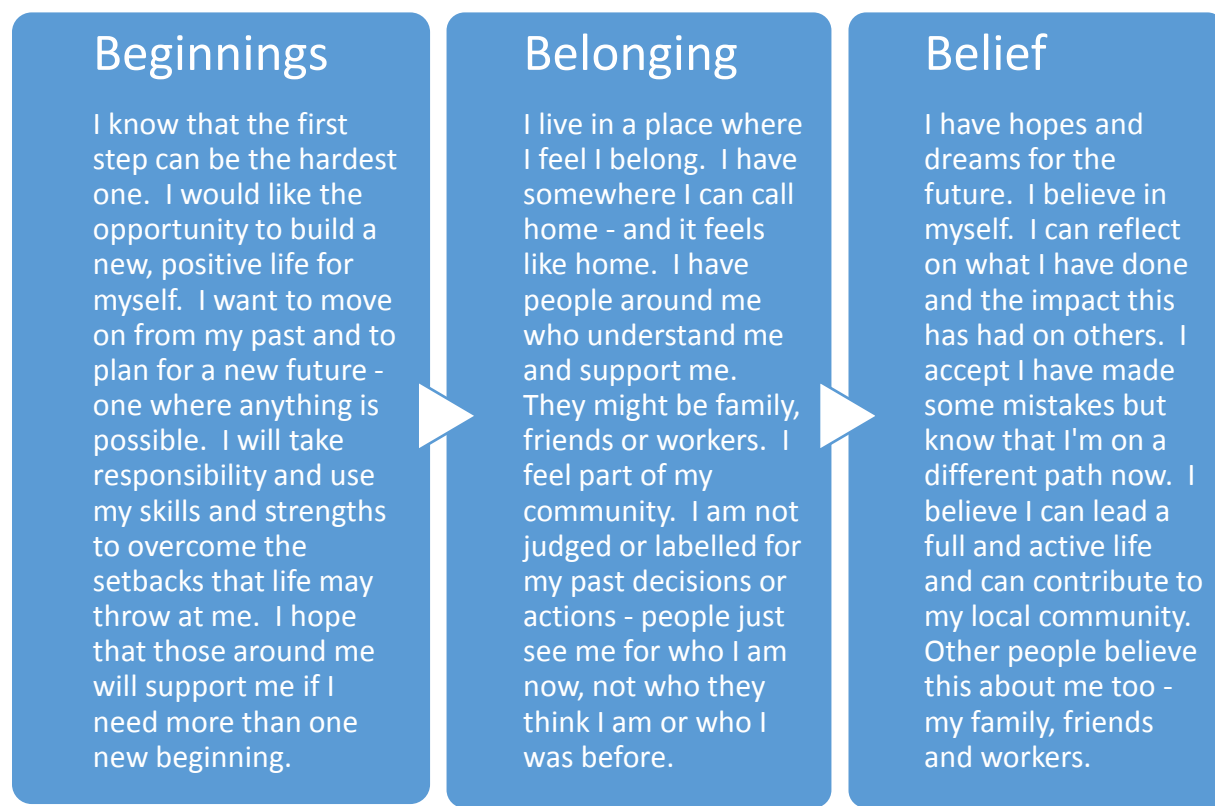 Beginnings
I know that the first
step can be the hardest
one.  I would like the
opportunity to build a
new, positive life for
myself.  I want to move
on from my past and to
plan for a new future -
one where anything is
possible.  I will take
responsibility and use
my skills and strengths
to overcome the
setbacks that life may
throw at me.  I hope
that those around me
will support me if I
need more than one
new beginning.
Belonging
I live in a place where
I feel I belong.  I have
somewhere I can call
home - and it feels
like home.  I have
people around me
who understand me
and support me.
They might be family,
friends or workers.  I
feel part of my
community.  I am not
judged or labelled for
my past decisions or
actions - people just
see me for who I am
now, not who they
think I am or who I
was before.
Belief
I have hopes and
dreams for the
future.  I believe in
myself.  I can reflect
on what I have done
and the impact this
has had on others.  I
accept I have made
some mistakes but
know that I'm on a
different path now.  I
believe I can lead a
full and active life
and can contribute to
my local community.
Other people believe
this about me too -
my family, friends
and workers.